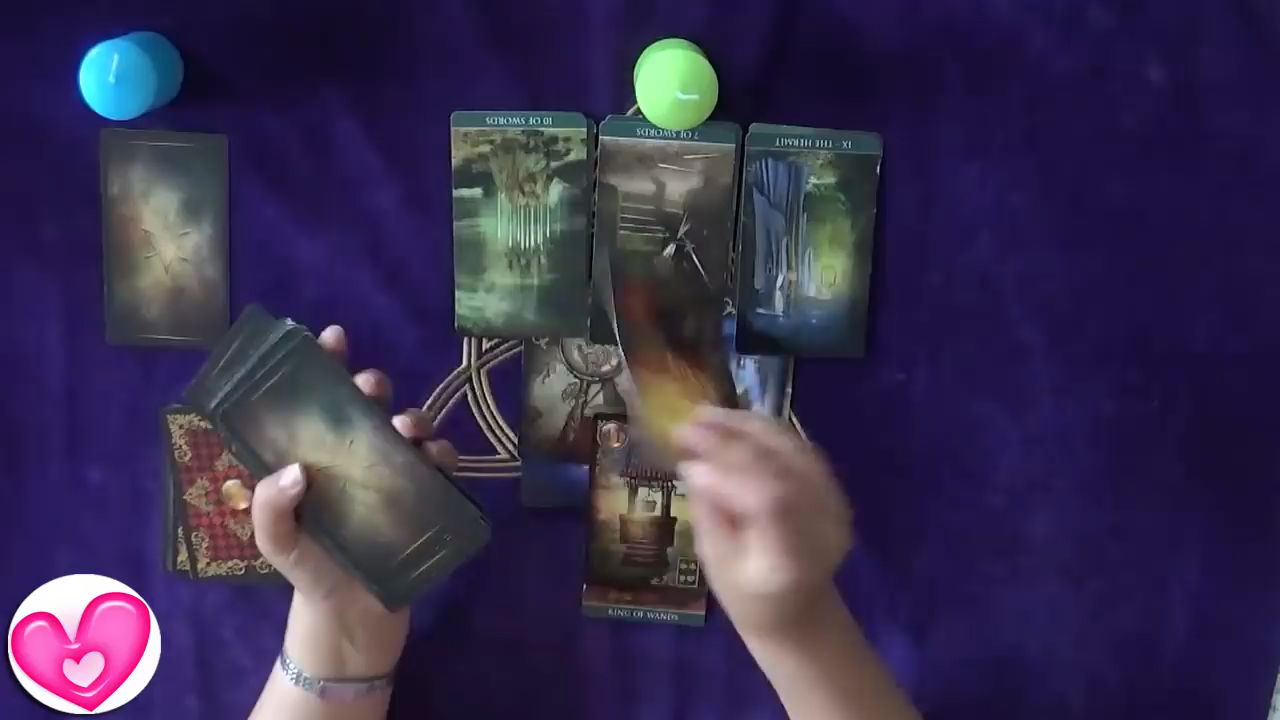 10 OF SWORDS
7 OF SWORDS
IX - THE HERMIT
KING OF WANDS